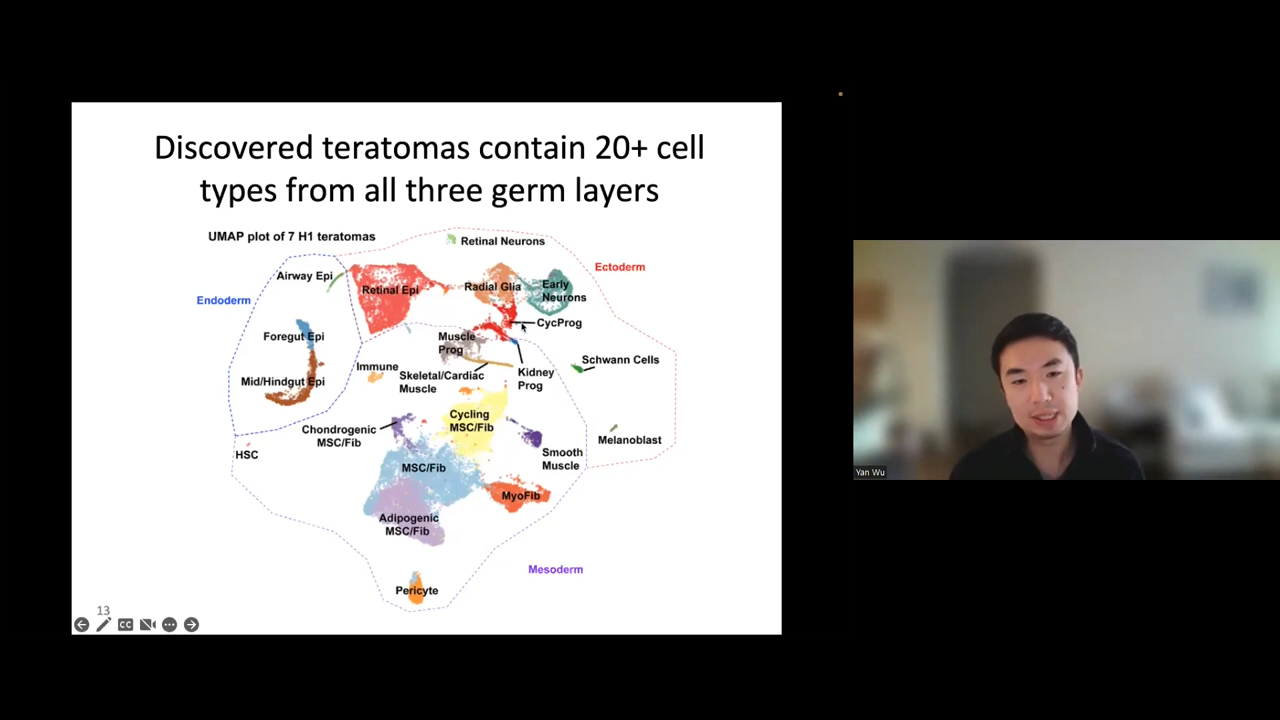 Discovered teratomas contain 20+ cell
types from all three germ layers
UMAP plot of 7 H1 teratomas
Retinal Neurons
Ectoderm
Airway Epi
Retinal Epi
Radial Glia
Early
Neurons
Endoderm
CycProg
Foregut Epi
Muscle
Prog
Schwann Cells
Immune
Skeletal/Cardiac
Muscle
Kidney
Prog
Mid/Hindgut Epi
Cycling
MSC/Fib
Chondrogenic
MSC/Fib
Melanoblast
HSC
Smooth
Muscle
MSC/Fib
MyoFib
Adipogenic
MSC/Fib
Mesoderm
Pericyte
13
CC
Yan Wu